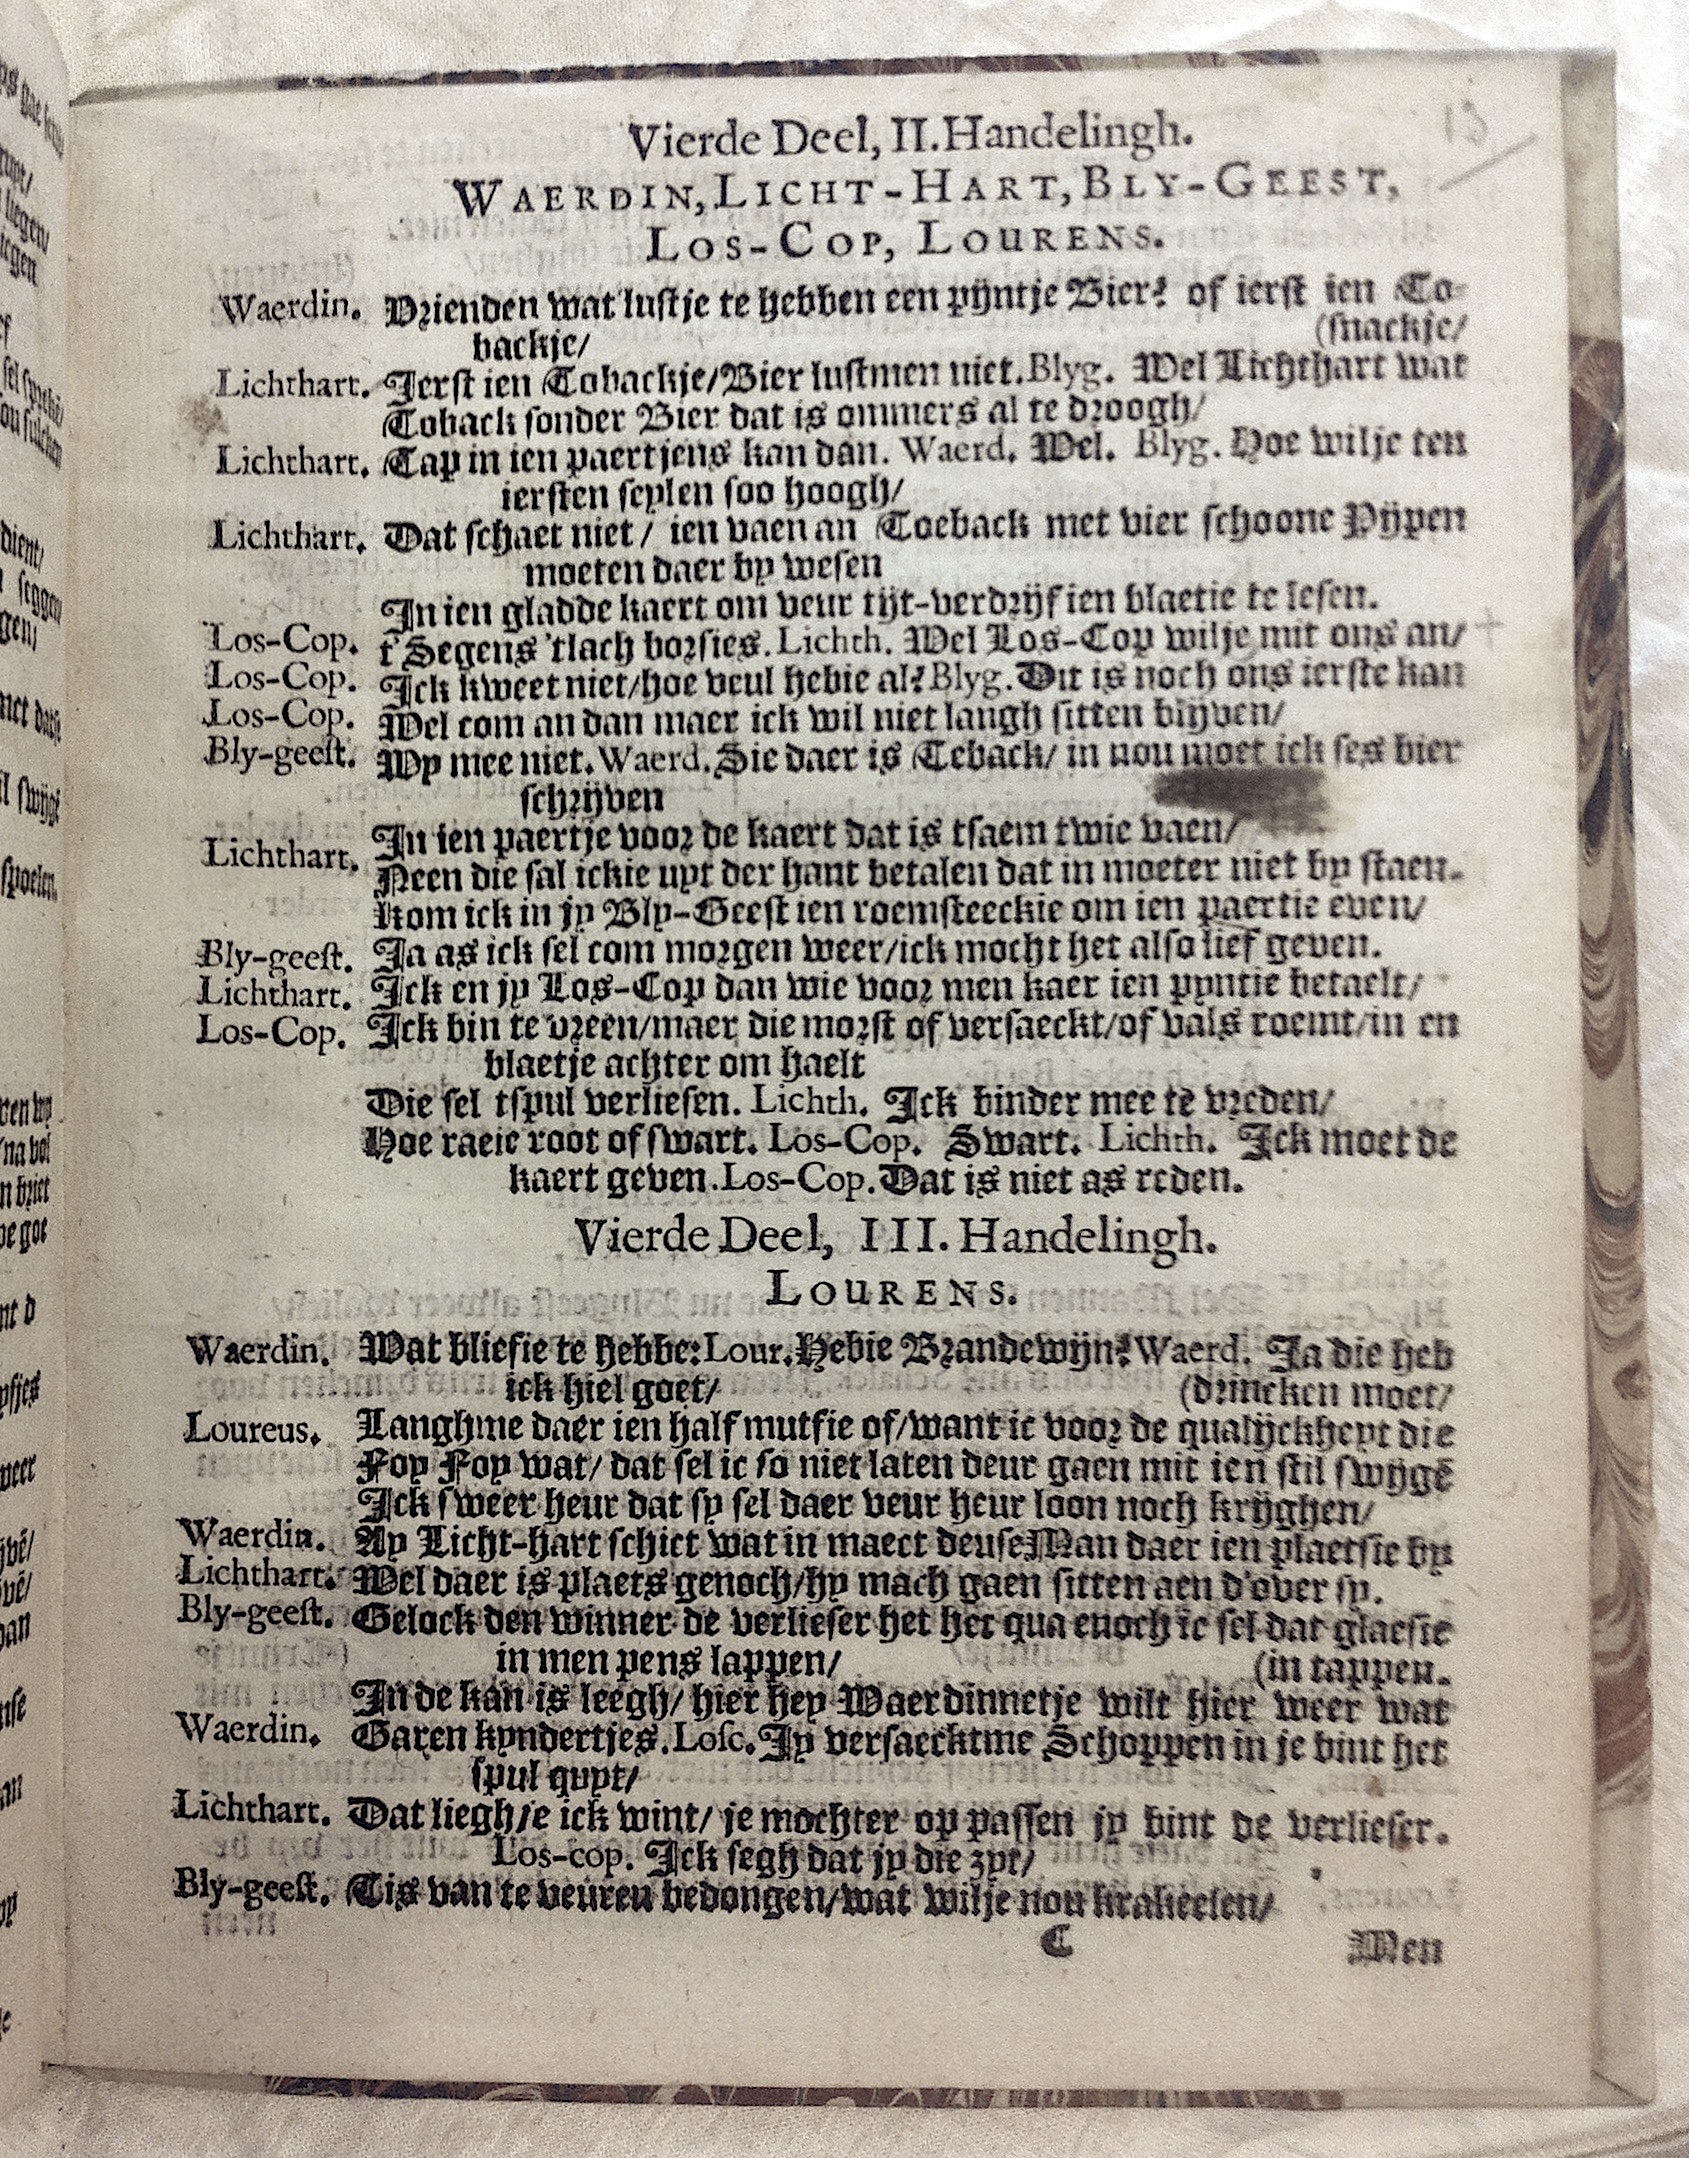 13
Vierde Deel, II. Handelingh.
WAERDIN, LICHT-HART, BLY-GEEST,
LOS-COP, LOURENS.
Waerdin. Vrienden wat lustje te hebben een pijntje Bier? of ierst ien To-
backje/ (snackje/
Lichthart. Ierst ien Tobackje/Bier lustmen niet. Blyg. Wel Lichthart wat
Toback sonder Bier dat is ommers al te droogh/
Lichthart. Tap in ien paertjens kan dan. Waerd. Wel. Blyg. Hoe wilje ten
iersten seylen soo hoogh/
Lichthart. Dat schaet niet/ ien vaen an Toeback met vier schoone Pijpen
moeten daer by wesen
In ien gladde kaert om veur tijt-verdrijf ien blaetie te lesen.
Los-Cop. t'Segens 'tlach borsies. Lichth. Wel Los-Cop wilje mit ons an/
Los-Cop. Ick kweet niet/hoe veul hebie al? Blyg. Dit is noch ons ierste kan
Los-Cop. Wel com an dan maer ick wil niet langh sitten blijven/
Bly-geest. Wy mee niet. Waerd. Sie daer is Teback/ in nou moet ick ses bier
schrijven
In ien paertje voor de kaert dat is tsaem twie vaen/
Lichthart. Neen die sal ickie uyt der hant betalen dat in moeter niet by staen.
Kom ick in jy Bly-Geest ien roemsteeckie om ien paertie even/
Bly-geest. Ja as ick sel com morgen weer/ick mocht het also lief geven.
Lichthart. Ick en jy Los-Cop dan wie voor men kaer ien pyntie betaelt/
Los-Cop. Ick bin te vreen/maer die morst of versaeckt/of vals roemt/in en
blaetje achter om haelt
Die sel tspul verliesen. Lichth. Ick binder mee te vreden/
Hoe raeie root of swart. Los-Cop. Swart. Lichth. Ick moet de
kaert geven. Los-Cop. Dat is niet as reden.
Vierde Deel, III. Handelingh.
LOURENS.
Waerdin. Wat bliefie te hebbe: Lour. Hebie Brandewijn? Waerd. Ja die heb
ick hiel goet/ (drincken moet/
Loureus. Langhme daer ien half mutsie of/want ic voor de qualijckheyt die
Foy Foy wat/ dat sel ic so niet laten deur gaen mit ien stil swijgē
Ick sweer heur dat sy sel daer veur heur loon noch krijghen/
Waerdin. Ay Licht-hart schict wat in maect deuse Man daer ien plaetsie by
Lichthart. Wel daer is plaets genoch/hy mach gaen sitten aen d'over sy.
Bly-geest. Gelock den winner de verlieser het het qua enoch ic sel dat glaesie
in men pens lappen/ (in tappen.
In de kan is leegh/ hier hey Waerdinnetje wilt hier weer wat
Waerdin. Garen kyndertjes. Losc. Jy versaecktme Schoppen in je bint het
spul quyt/
Lichthart. Dat liegh je ick wint/ je mochter op passen jy bint de verlieser.
Los-cop. Ick segh dat jy die zyt/
Bly-geest. Tis van te veuren bedongen/wat wilje nou krakeelen/
C Men